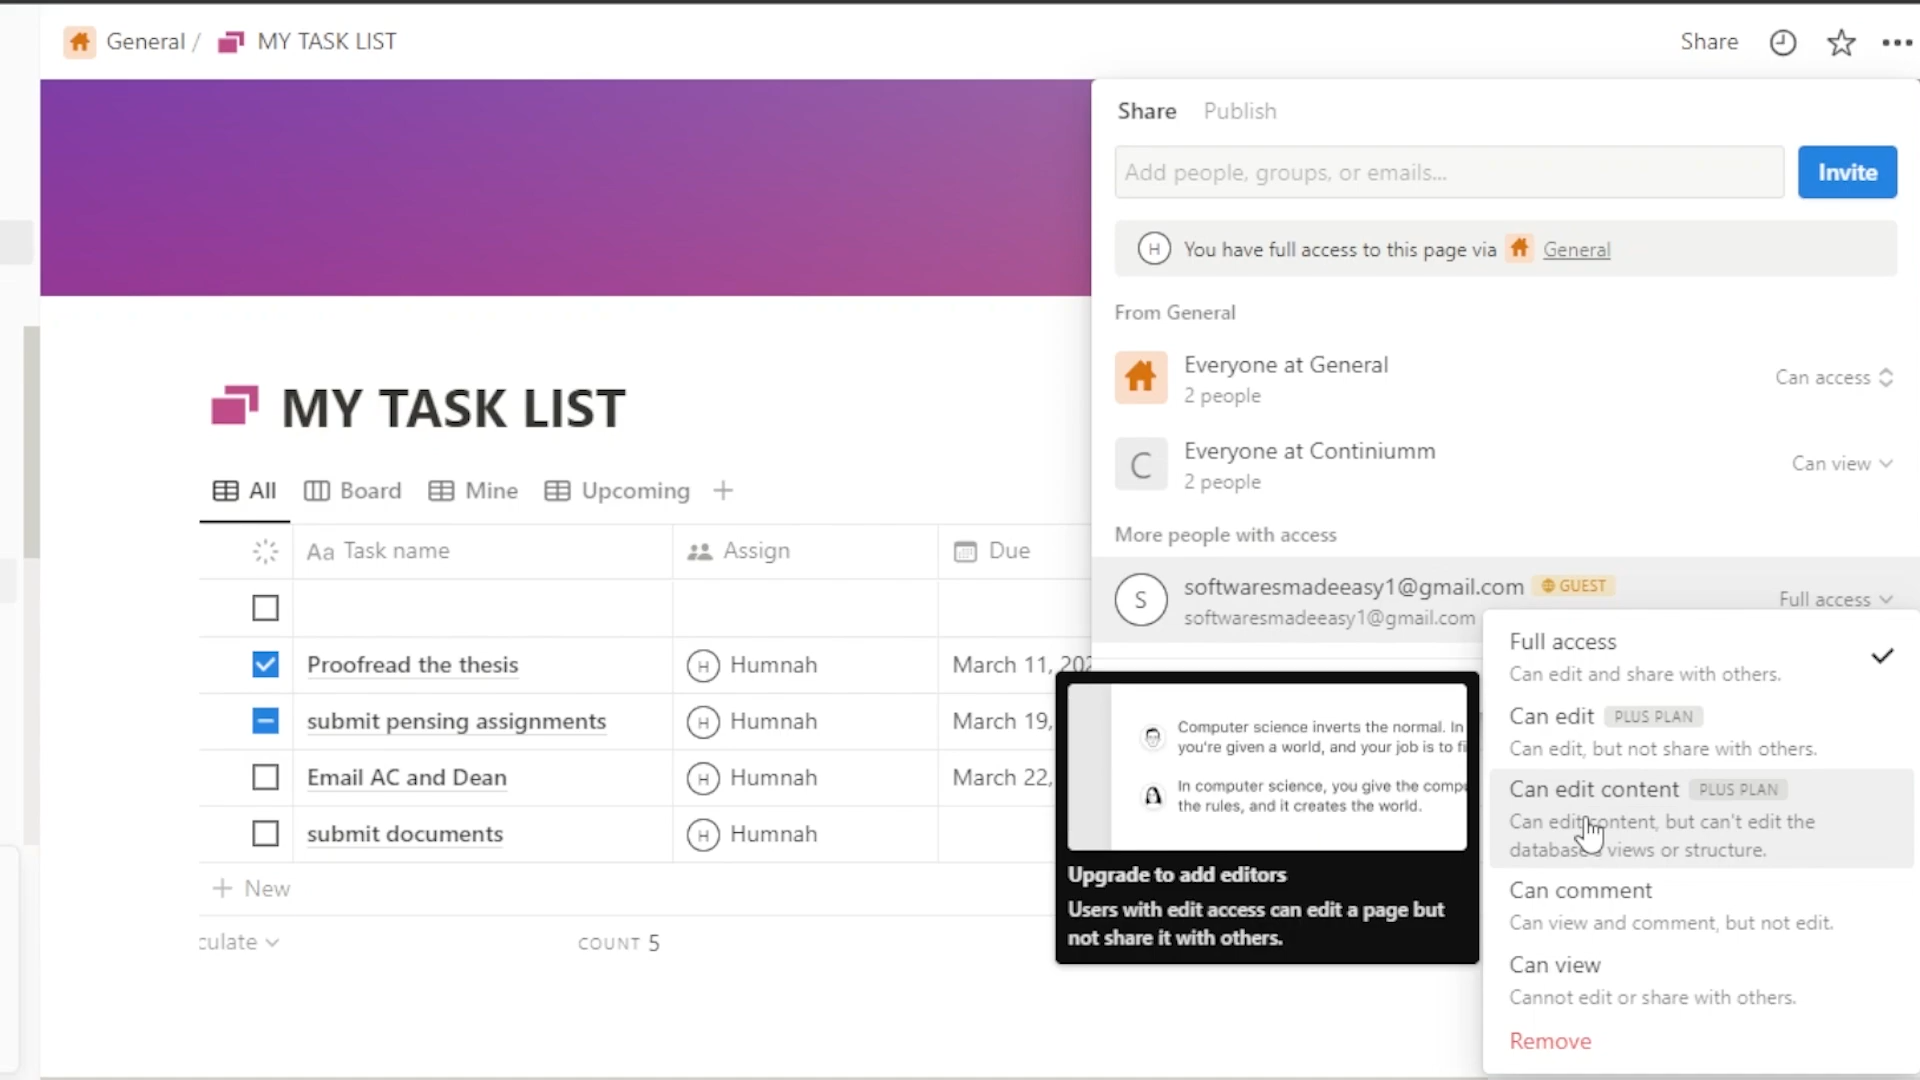 General / MY TASK LIST
Share
Share Publish
Add people, groups, or emails...
Invite
H You have full access to this page via General
From General
Everyone at General
2 people
Can access
C Everyone at Continiumm
2 people
Can view
More people with access
S softwaresmadeeasy1@gmail.com GUEST
softwaresmadeeasy1@gmail.com
Full access
Full access
Can edit and share with others.
Can edit PLUS PLAN
Can edit, but not share with others.
Can edit content PLUS PLAN
Can edit content, but can't edit the
database's views or structure.
Can comment
Can view and comment, but not edit.
Can view
Cannot edit or share with others.
Remove
MY TASK LIST
All Board Mine Upcoming +
Aa Task name Assign Due
Proofread the thesis H Humnah March 11, 202
submit pensing assignments H Humnah March 19,
Email AC and Dean H Humnah March 22,
submit documents H Humnah
+ New
culate COUNT 5
Computer science inverts the normal. In
you're given a world, and your job is to fi
In computer science, you give the compu
the rules, and it creates the world.
Upgrade to add editors
Users with edit access can edit a page but
not share it with others.